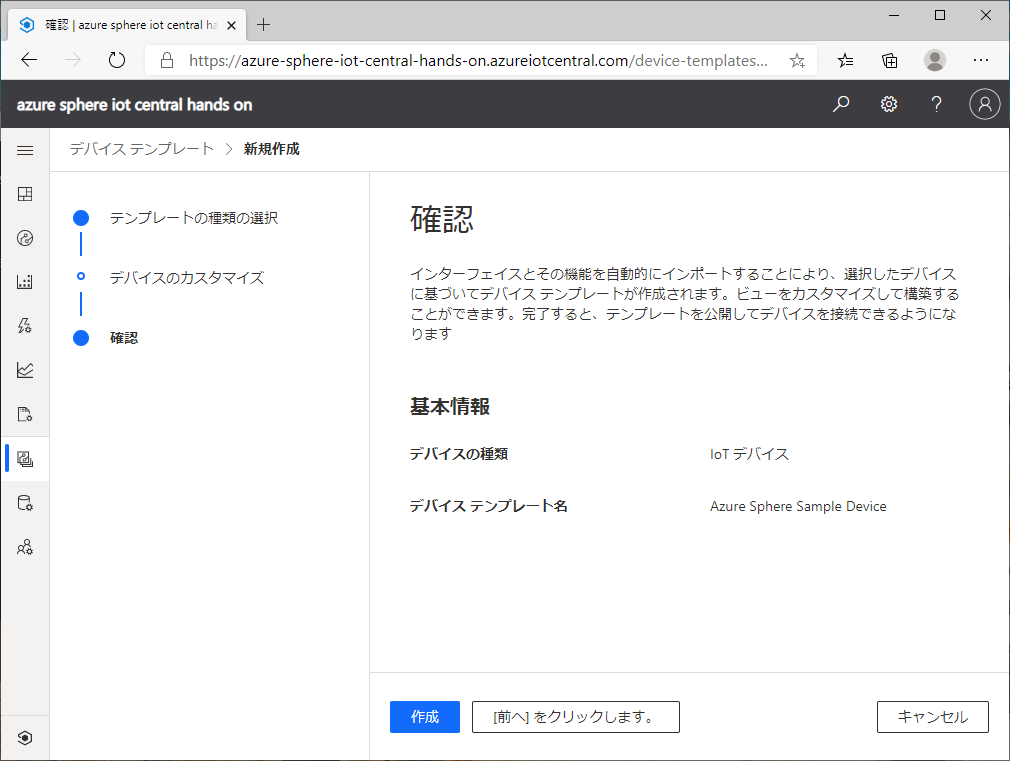 確認 | azure sphere iot central ha
https://azure-sphere-iot-central-hands-on.azureiotcentral.com/device-templates...
azure sphere iot central hands on
デバイス テンプレート > 新規作成
テンプレートの種類の選択
デバイスのカスタマイズ
確認
確認
インターフェイスとその機能を自動的にインポートすることにより、選択したデバイス
に基づいてデバイス テンプレートが作成されます。ビューをカスタマイズして構築する
ことができます。完了すると、テンプレートを公開してデバイスを接続できるようにな
ります
基本情報
デバイスの種類 IoT デバイス
デバイス テンプレート名 Azure Sphere Sample Device
作成 [前へ] をクリックします。 キャンセル